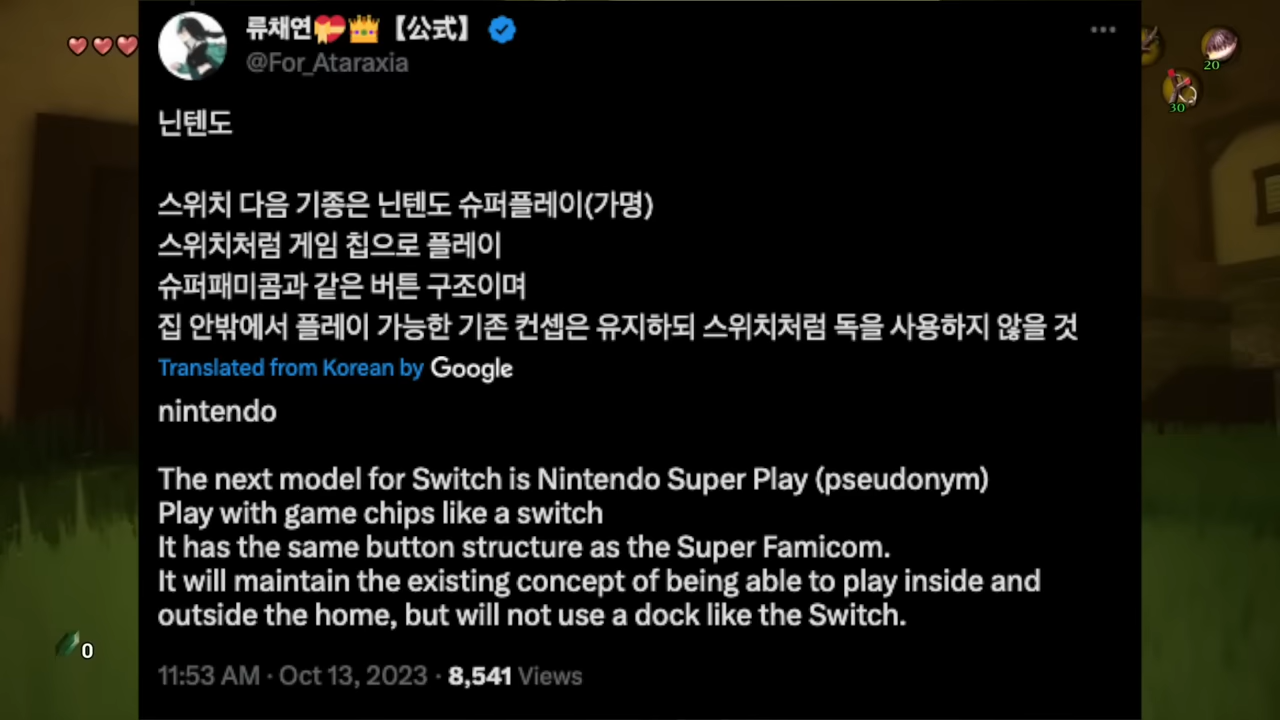 류채연💝👑【公式】
@For_Ataraxia
20
30
닌텐도
스위치 다음 기종은 닌텐도 슈퍼플레이(가명)
스위치처럼 게임 칩으로 플레이
슈퍼패미콤과 같은 버튼 구조이며
집 안밖에서 플레이 가능한 기존 컨셉은 유지하되 스위치처럼 독을 사용하지 않을 것
Translated from Korean by Google
nintendo
The next model for Switch is Nintendo Super Play (pseudonym)
Play with game chips like a switch
It has the same button structure as the Super Famicom.
It will maintain the existing concept of being able to play inside and
outside the home, but will not use a dock like the Switch.
0
11:53 AM · Oct 13, 2023 · 8,541 Views